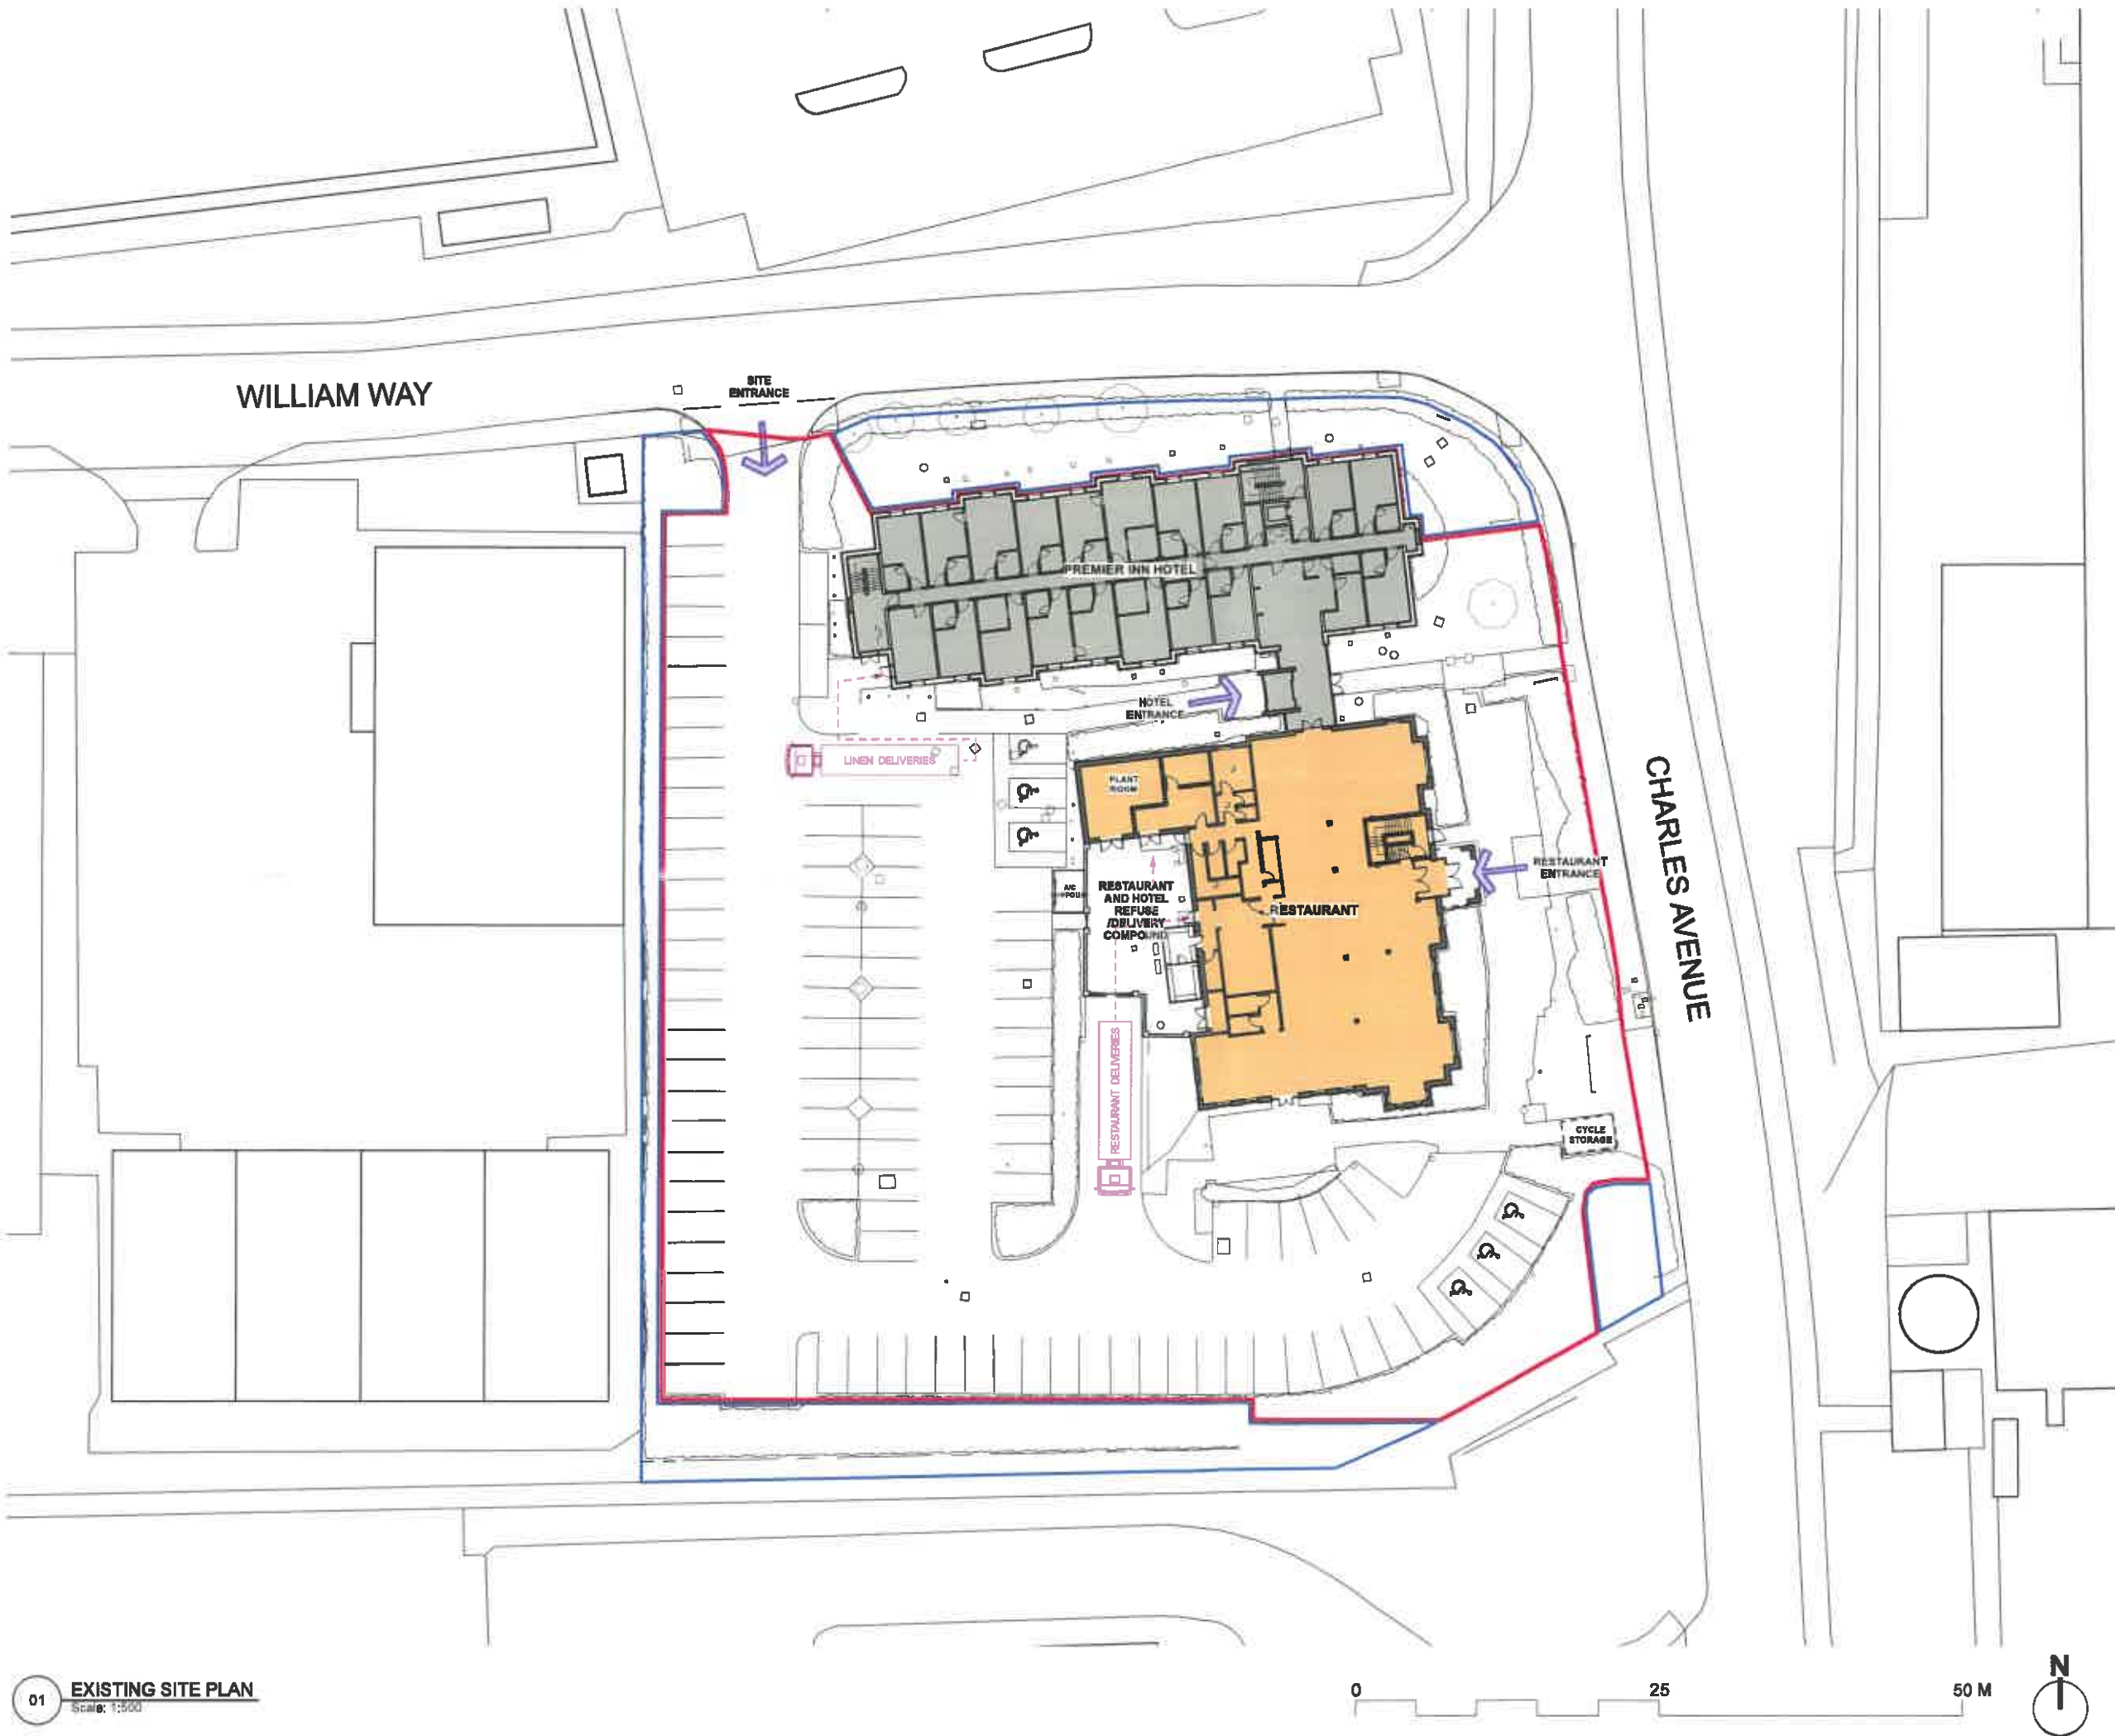 WILLIAM WAY
SITE
ENTRANCE
PREMIER INN HOTEL
HOTEL
ENTRANCE
LINEN DELIVERIES
PLANT
ROOM
CHARLES AVENUE
RESTAURANT
ENTRANCE
A/C
RESTAURANT
AND HOTEL
REFUSE
/DELIVERY
COMPOUND
RESTAURANT
RESTAURANT DELIVERIES
CYCLE
STORAGE
01
EXISTING SITE PLAN
Scale: 1:500
0 25 50 M
N